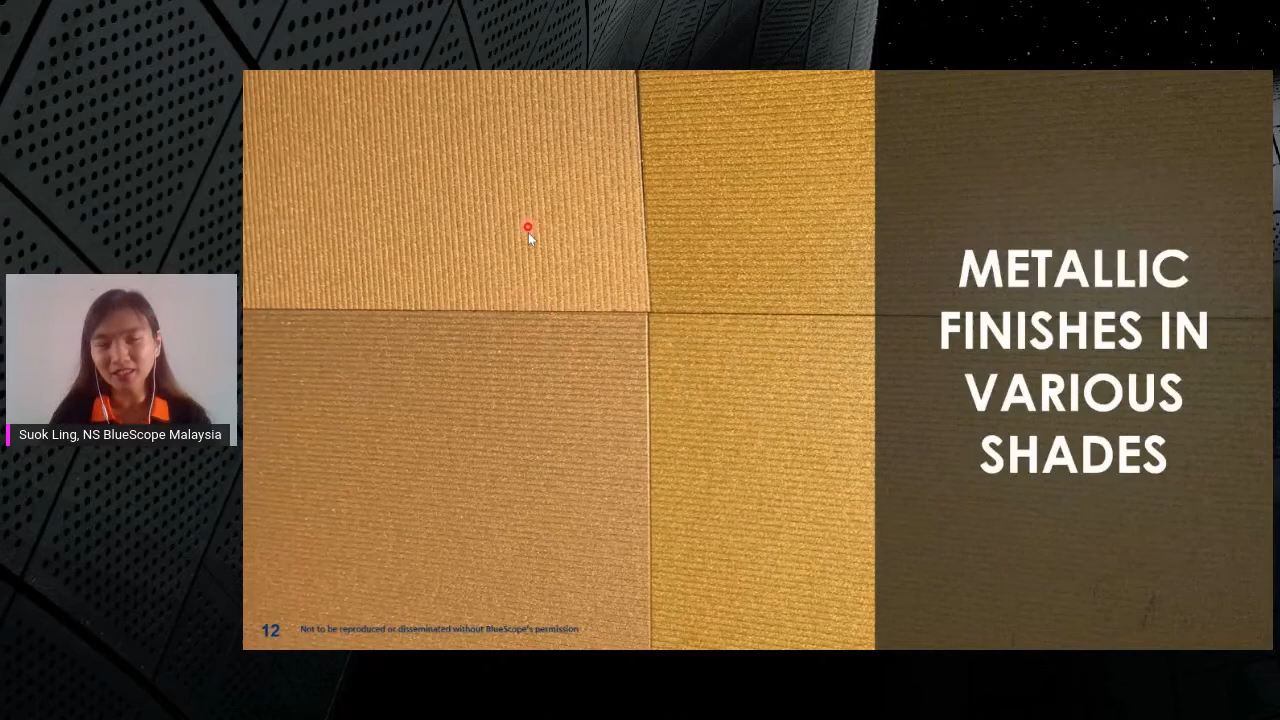 METALLIC
FINISHES IN
VARIOUS
SHADES
Suok Ling, NS BlueScope Malaysia
12
Not to be reproduced or disseminated without BlueScope's permission